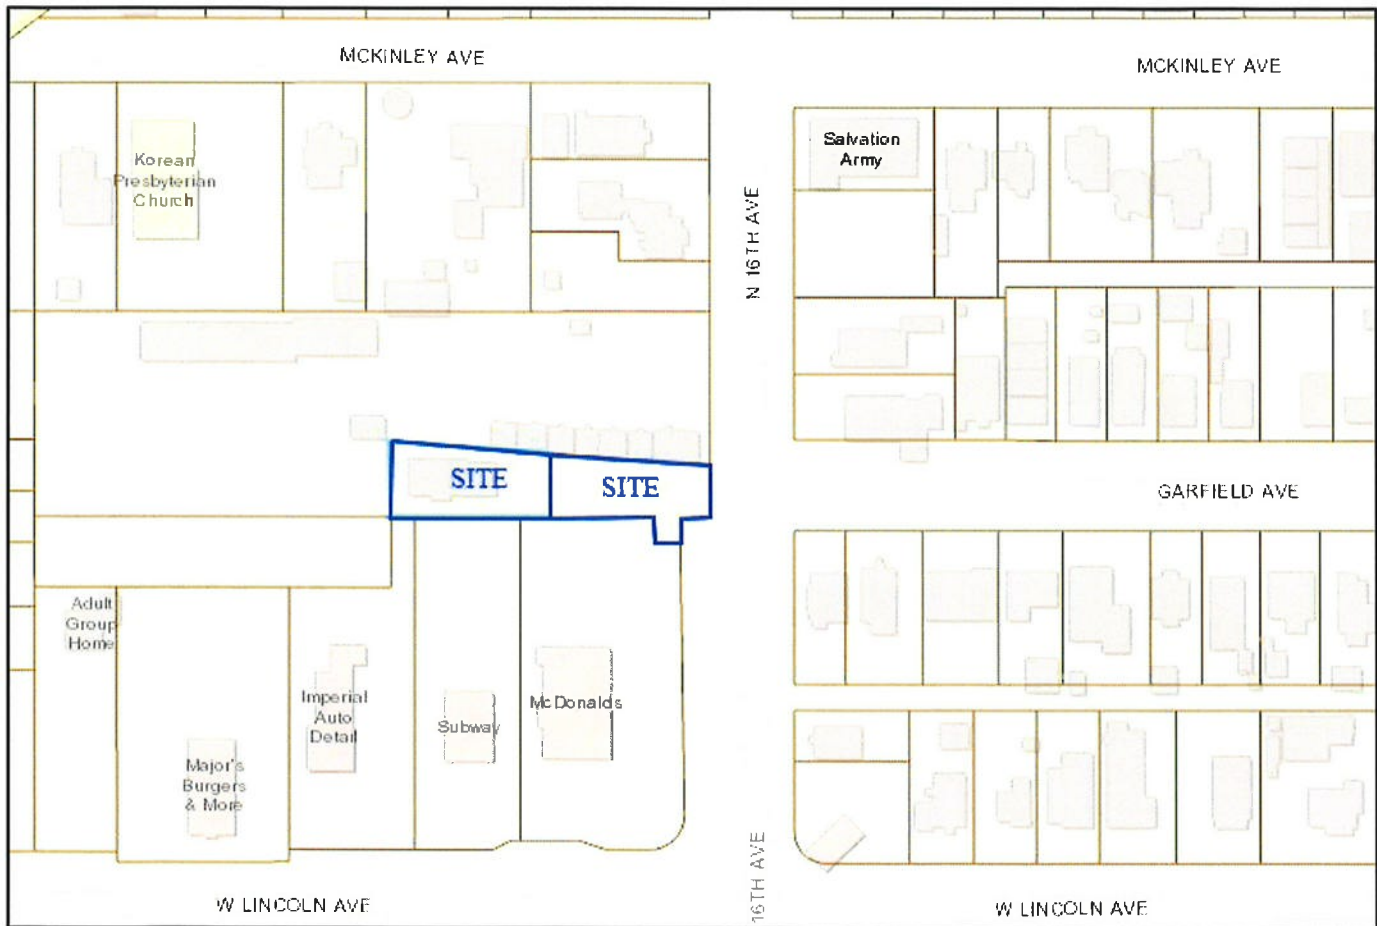 MCKINLEY AVE
MCKINLEY AVE
Korean
Presbyterian
Church
Salvation
Army
N 16TH AVE
SITE
SITE
GARFIELD AVE
Adult
Group
Home
Imperial
Auto
Detail
Subway
McDonalds
Major's
Burgers
& More
16TH AVE
W LINCOLN AVE
W LINCOLN AVE